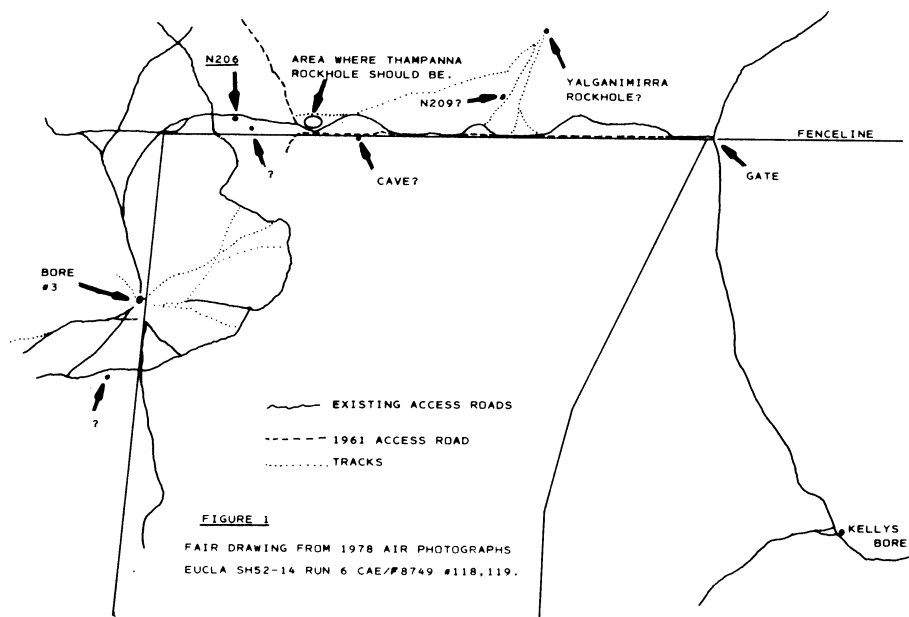 N206
AREA WHERE THAMPANNA
ROCKHOLE SHOULD BE.
N209?
YALGANIMIRRA
ROCKHOLE?
FENCELINE
?
CAVE?
GATE
BORE
#3
?
EXISTING ACCESS ROADS
1961 ACCESS ROAD
TRACKS
FIGURE 1
FAIR DRAWING FROM 1978 AIR PHOTOGRAPHS
EUCLA SH52-14 RUN 6 CAE/F8749 #118,119.
KELLYS
BORE